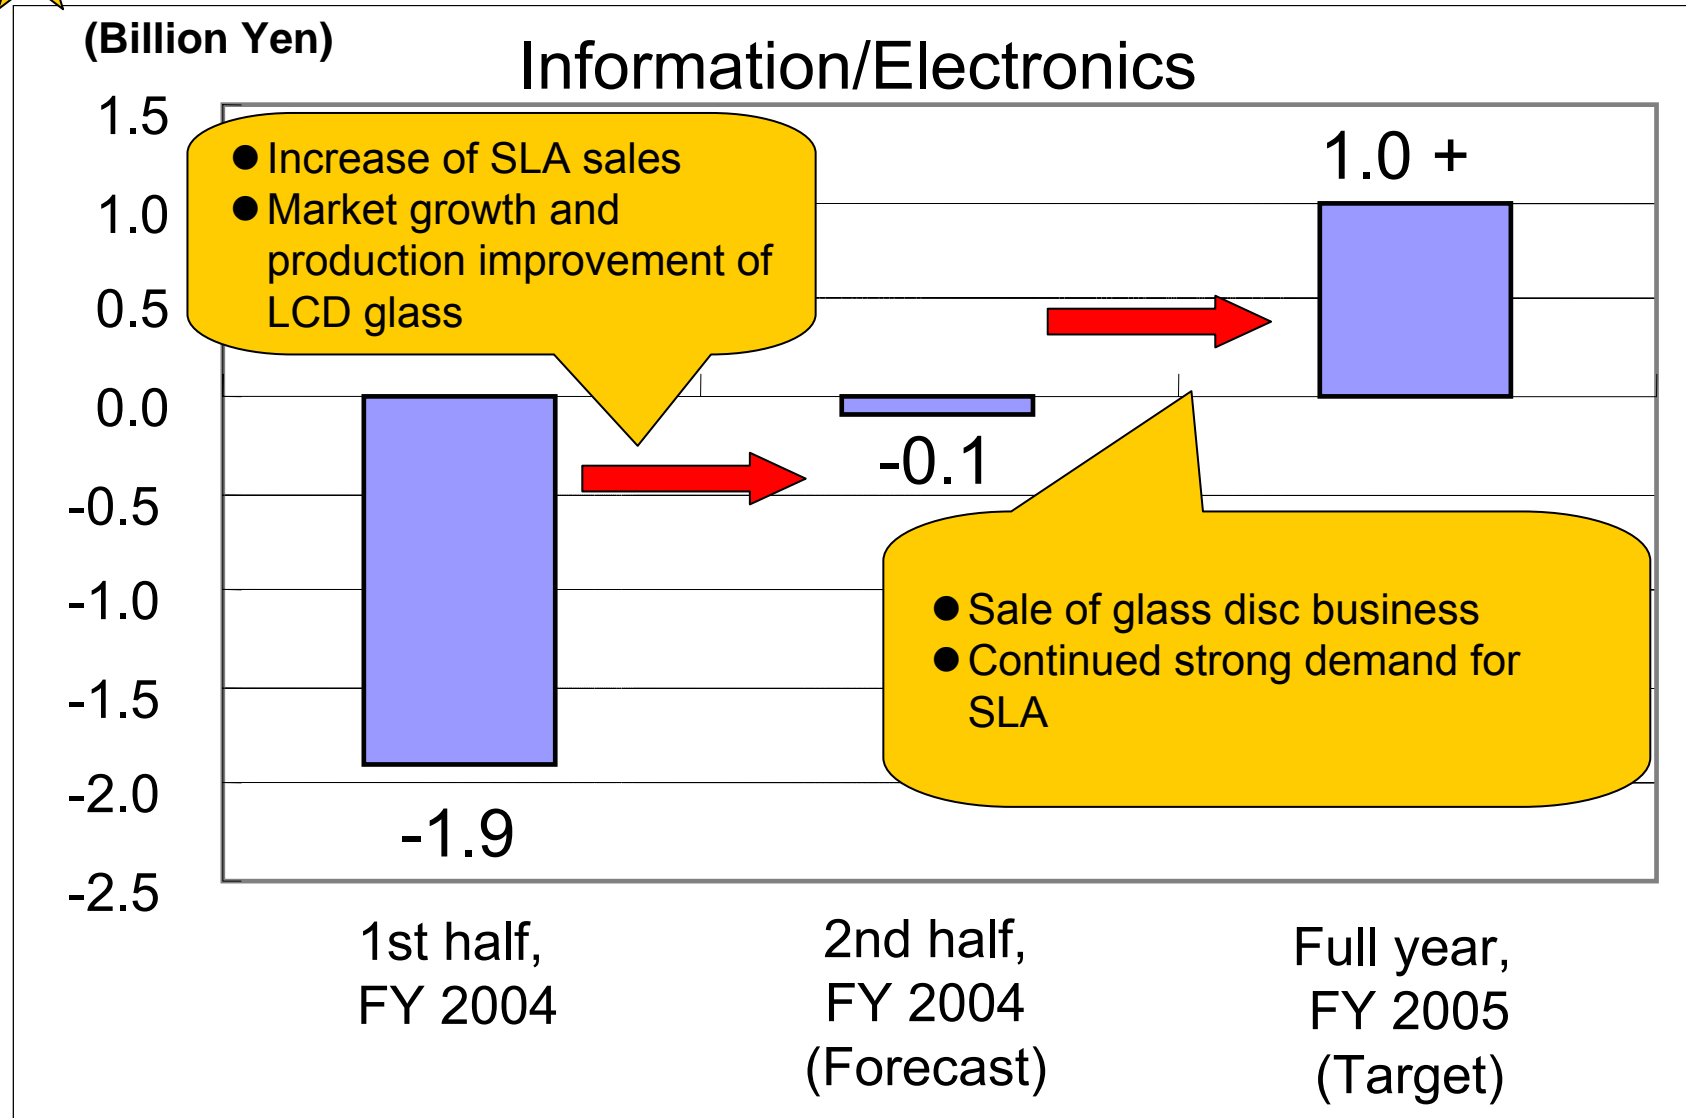 (Billion Yen)
Information/Electronics
1.5
1.0
0.5
0.0
-0.5
-1.0
-1.5
-2.0
-2.5
● Increase of SLA sales
● Market growth and
production improvement of
LCD glass
1.0 +
-0.1
-1.9
● Sale of glass disc business
● Continued strong demand for
SLA
1st half,
FY 2004
2nd half,
FY 2004
(Forecast)
Full year,
FY 2005
(Target)